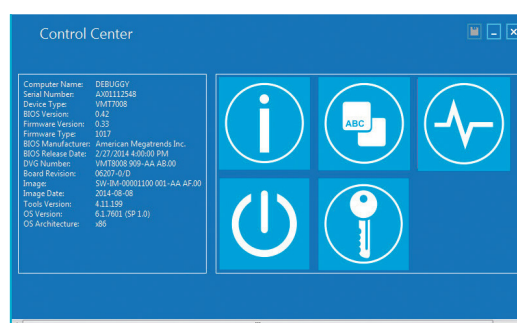 Control Center
Computer Name: DEBUGGY
Serial Number: AX01112548
Device Type: VMT7008
BIOS Version: 0.42
Firmware Version: 0.33
Firmware Type: 1017
BIOS Manufacturer: American Megatrends Inc.
BIOS Release Date: 2/27/2014 4:00:00 PM
DVG Number: VMT8008 909-AA AB.00
Board Revision: 06207-0/D
Image: SW-IM-00001100 001-AA AF.00
Image Date: 2014-08-08
Tools Version: 4.11.199
OS Version: 6.1.7601 (SP 1.0)
OS Architecture: x86
ABC